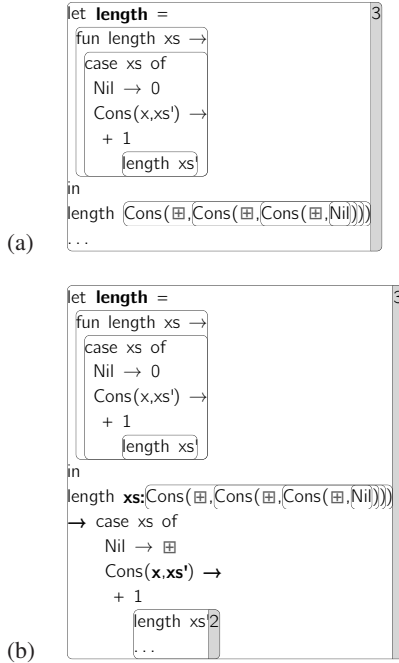 let length = 3
fun length xs →
case xs of
Nil → 0
Cons(x,xs') →
+ 1
length xs'
in
length Cons(⊞,Cons(⊞,Cons(⊞,Nil)))
(a) ...
let length = 3
fun length xs →
case xs of
Nil → 0
Cons(x,xs') →
+ 1
length xs'
in
length xs:Cons(⊞,Cons(⊞,Cons(⊞,Nil)))
→ case xs of
Nil → ⊞
Cons(x,xs') →
+ 1
length xs' 2
(b) ...